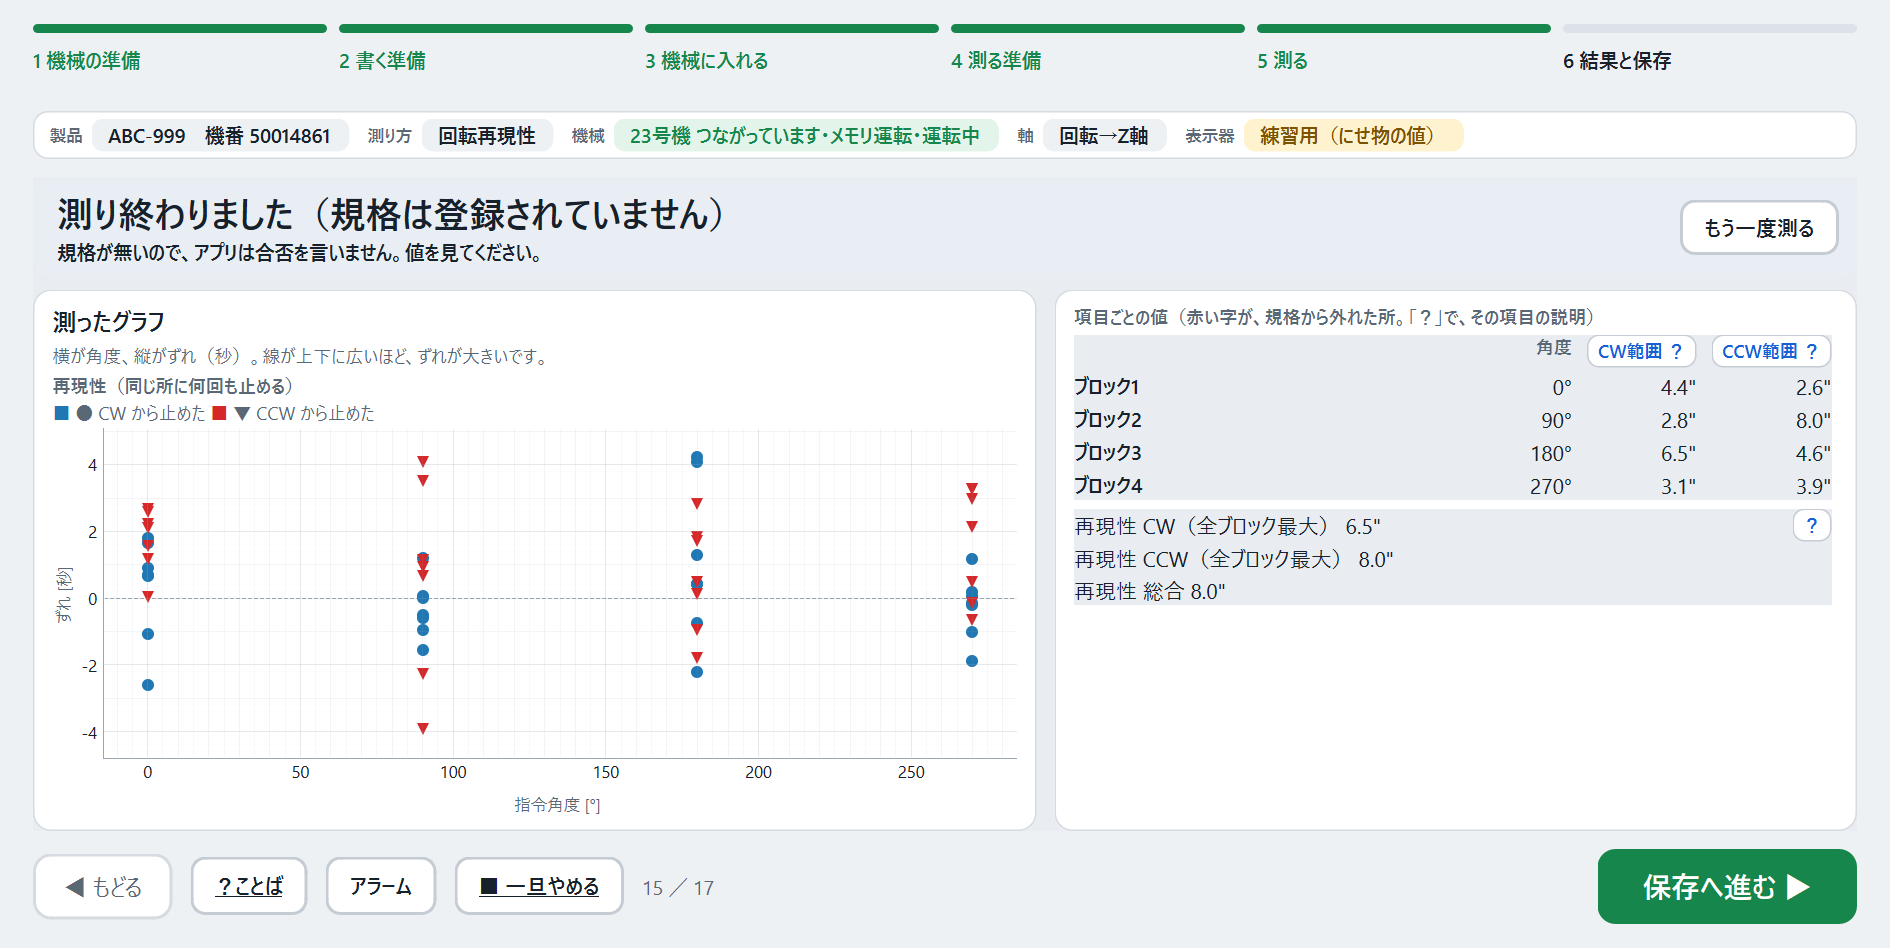 1 機械の準備
2 書く準備
3 機械に入れる
4 測る準備
5 測る
6 結果と保存
製品 ABC-999 機番 50014861 測り方 回転再現性 機械 23号機 つながっています・メモリ運転・運転中 軸 回転→Z軸 表示器 練習用（にせ物の値）
測り終わりました（規格は登録されていません）
規格が無いので、アプリは合否を言いません。値を見てください。
もう一度測る
測ったグラフ
横が角度、縦がずれ（秒）。線が上下に広いほど、ずれが大きいです。
再現性（同じ所に何回も止める）
■ ● CW から止めた ■ ▼ CCW から止めた
4
2
0
-2
-4
ずれ [秒]
0 50 100 150 200 250
指令角度 [°]
項目ごとの値（赤い字が、規格から外れた所。「？」で、その項目の説明）
角度 CW範囲 ？ CCW範囲 ？
ブロック1 0° 4.4" 2.6"
ブロック2 90° 2.8" 8.0"
ブロック3 180° 6.5" 4.6"
ブロック4 270° 3.1" 3.9"
再現性 CW（全ブロック最大） 6.5" ？
再現性 CCW（全ブロック最大） 8.0"
再現性 総合 8.0"
◀ もどる
？ことば
アラーム
■ 一旦やめる
15 ／ 17
保存へ進む ▶